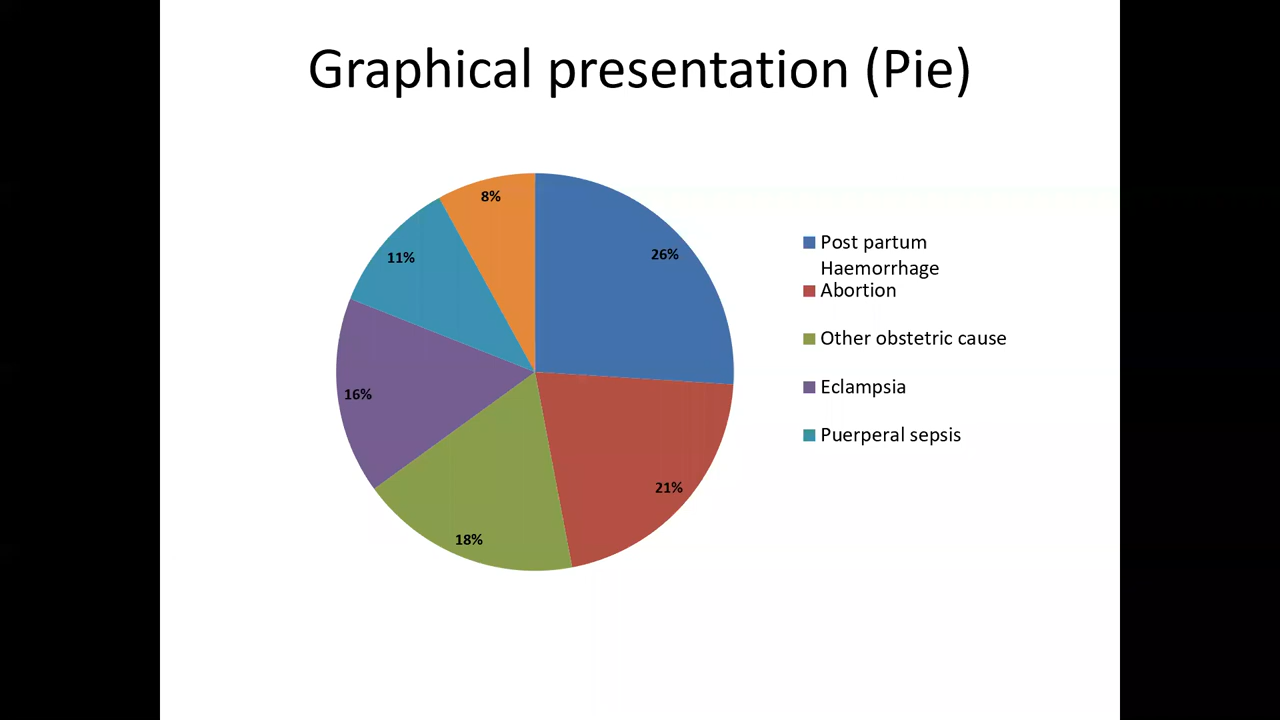 Graphical presentation (Pie)
8%
26%
11%
16%
21%
18%
Post partum
Haemorrhage
Abortion
Other obstetric cause
Eclampsia
Puerperal sepsis